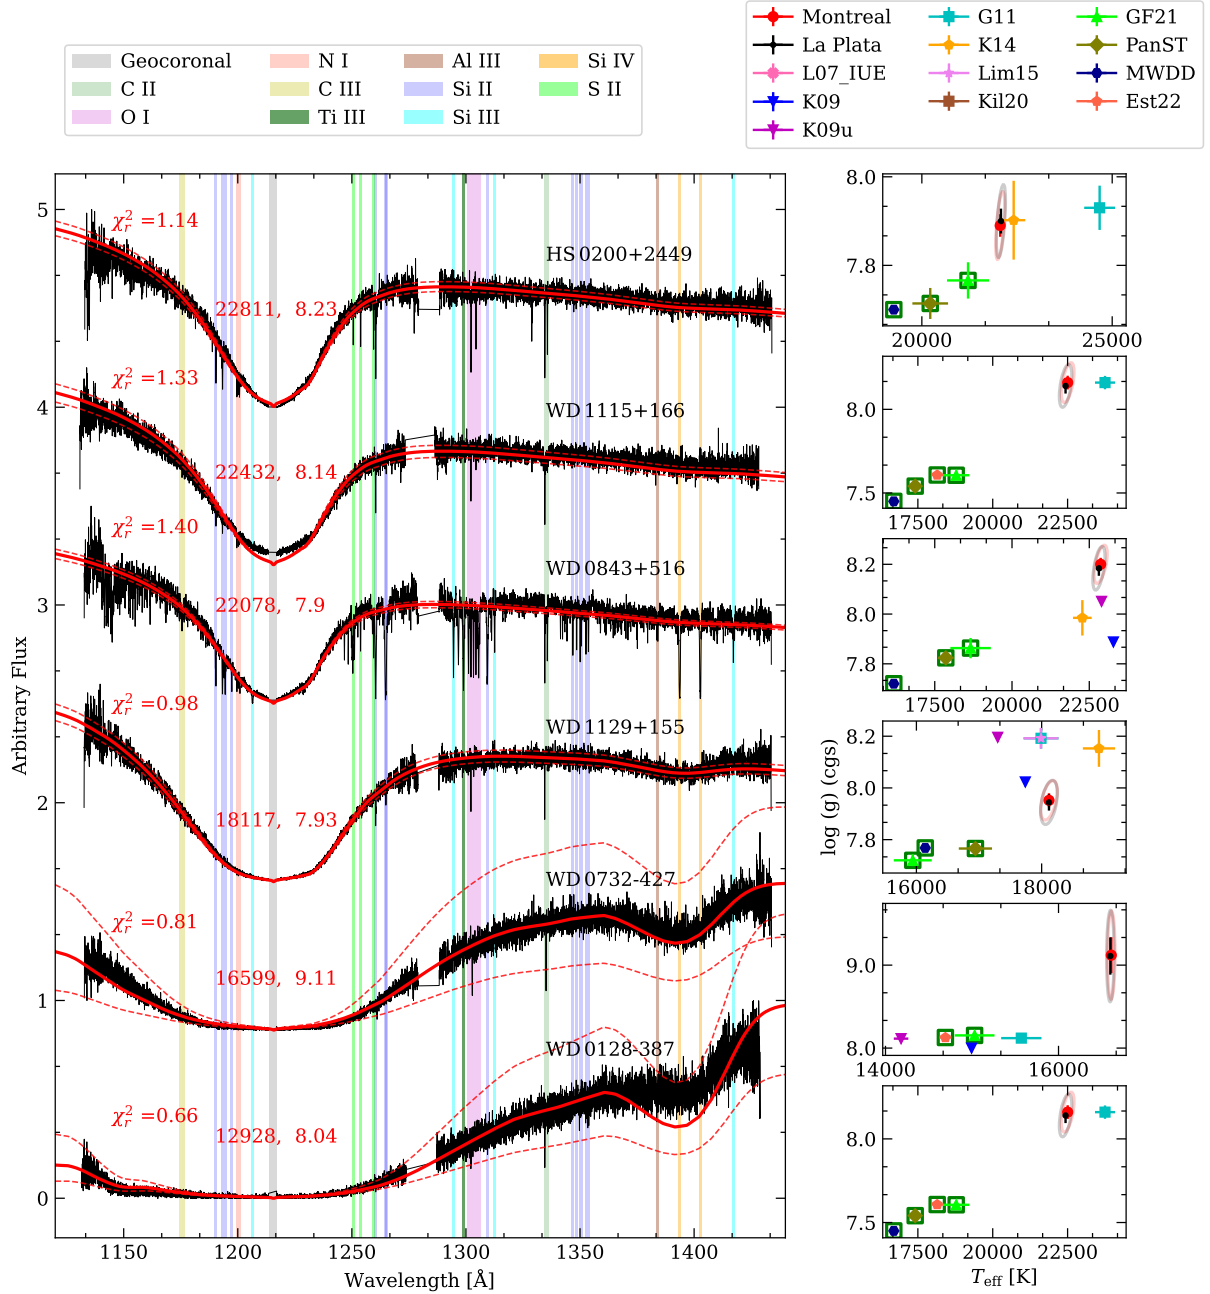 Geocoronal
C II
O I
N I
C III
Ti III
Al III
Si II
Si III
Si IV
S II
Montreal
La Plata
L07_IUE
K09
K09u
G11
K14
Lim15
Kil20
GF21
PanST
MWDD
Est22
5
4
3
2
1
0
Arbitrary Flux
χ²ᵣ =1.14
HS 0200+2449
22811, 8.23
χ²ᵣ =1.33
WD 1115+166
22432, 8.14
χ²ᵣ =1.40
WD 0843+516
22078, 7.9
χ²ᵣ =0.98
WD 1129+155
18117, 7.93
χ²ᵣ =0.81
WD 0732-427
16599, 9.11
χ²ᵣ =0.66
WD 0128-387
12928, 8.04
1150 1200 1250 1300 1350 1400
Wavelength [Å]
8.0
7.8
20000 25000
8.0
7.5
17500 20000 22500
8.2
8.0
7.8
17500 20000 22500
8.2
8.0
7.8
16000 18000
log (g) (cgs)
9.0
8.0
14000 16000
8.0
7.5
17500 20000 22500
T_eff [K]